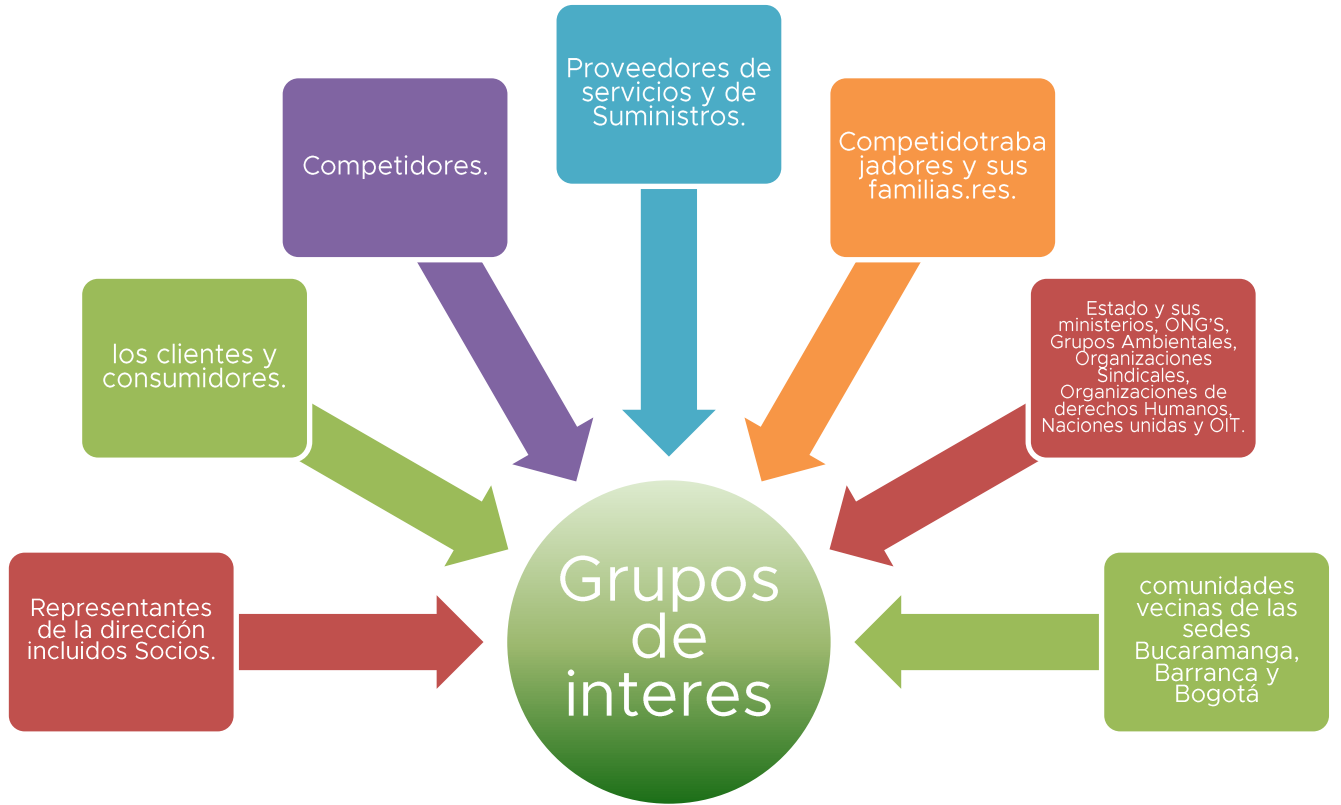 Proveedores de
servicios y de
Suministros.
Competidores.
Competidotraba
jadores y sus
familias.res.
los clientes y
consumidores.
Estado y sus
ministerios, ONG'S,
Grupos Ambientales,
Organizaciones
Sindicales,
Organizaciones de
derechos Humanos,
Naciones unidas y OIT.
Representantes
de la dirección
incluidos Socios.
Grupos
de
interes
comunidades
vecinas de las
sedes
Bucaramanga,
Barranca y
Bogotá